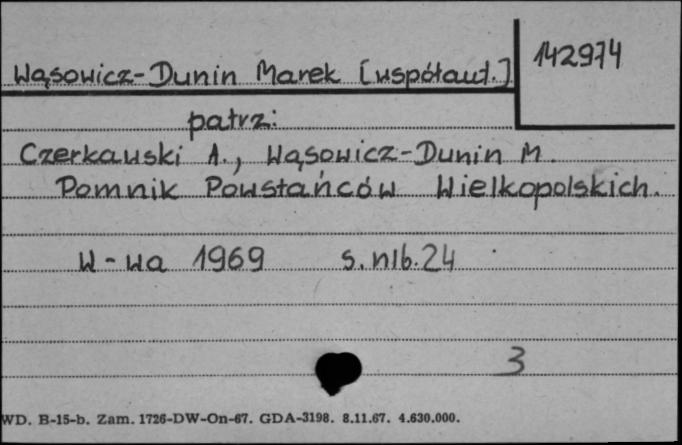 142974
Wąsowicz-Dunin Marek [współaut.]
patrz:
Czerkawski A., Wąsowicz-Dunin M.
Pomnik Powstańców Wielkopolskich.
W-wa 1969 s. nlb. 24
3
WD. B-15-b. Zam. 1726-DW-On-67. GDA-3198. 8.11.67. 4.630.000.